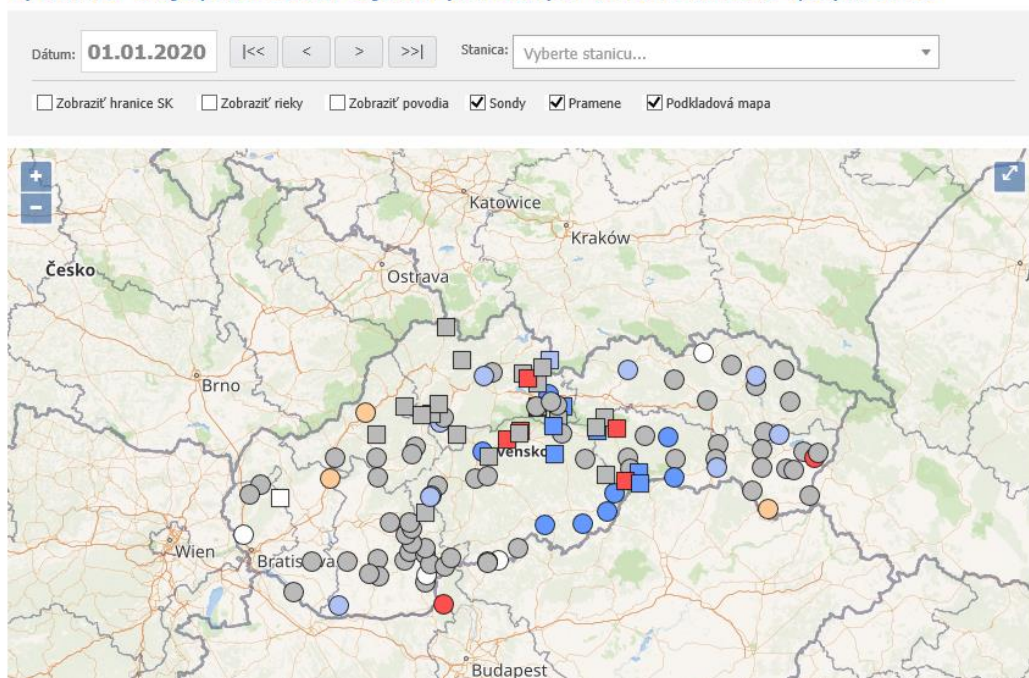 Dátum: 01.01.2020 |<< < > >>| Stanica: Vyberte stanicu...
Zobraziť hranice SK Zobraziť rieky Zobraziť povodia Sondy Pramene Podkladová mapa
+
−
Katowice
Kraków
Česko
Ostrava
Brno
Wien
Budapest